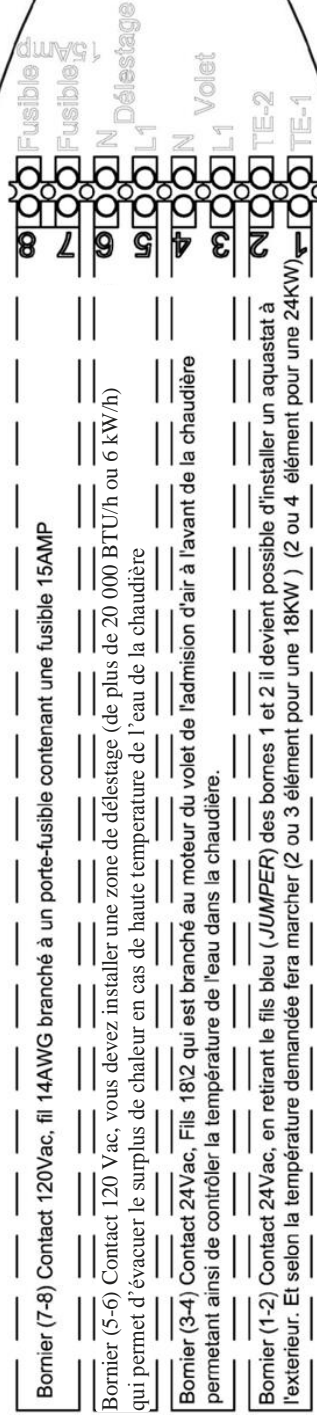 Bornier (7-8) Contact 120Vac, fil 14AWG branché à un porte-fusible contenant une fusible 15AMP
8 Fusible
7 Fusible
15Amp
Bornier (5-6) Contact 120 Vac, vous devez installer une zone de délestage (de plus de 20 000 BTU/h ou 6 kW/h)
qui permet d’évacuer le surplus de chaleur en cas de haute temperature de l’eau de la chaudière
6 N
5 L1
Délestage
Bornier (3-4) Contact 24Vac, Fils 18\2 qui est branché au moteur du volet de l'admision d'air à l'avant de la chaudière
permetant ainsi de contrôler la température de l'eau dans la chaudière.
4 N
3 L1
Volet
Bornier (1-2) Contact 24Vac, en retirant le fils bleu (JUMPER) des bornes 1 et 2 il devient possible d'installer un aquastat à
l'exterieur. Et selon la température demandée fera marcher (2 ou 3 élément pour une 18KW ) (2 ou 4 élément pour une 24KW)
2 TE-2
1 TE-1